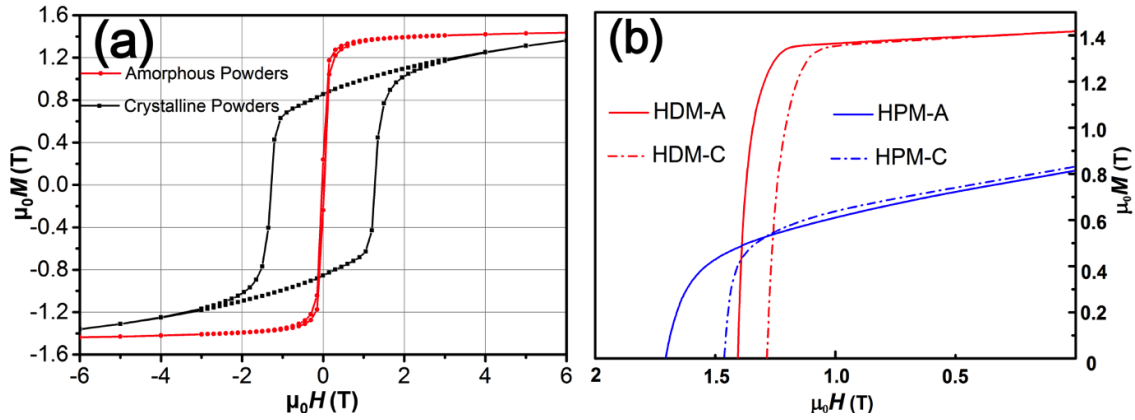 (a)
1.6
1.2
0.8
0.4
0.0
-0.4
-0.8
-1.2
-1.6
μ₀M (T)
Amorphous Powders
Crystalline Powders
-6 -4 -2 0 2 4 6
μ₀H (T)
(b)
HDM-A HPM-A
HDM-C HPM-C
1.4
1.2
1.0
0.8
0.6
0.4
0.2
0
μ₀M (T)
2 1.5 1.0 0.5
μ₀H (T)